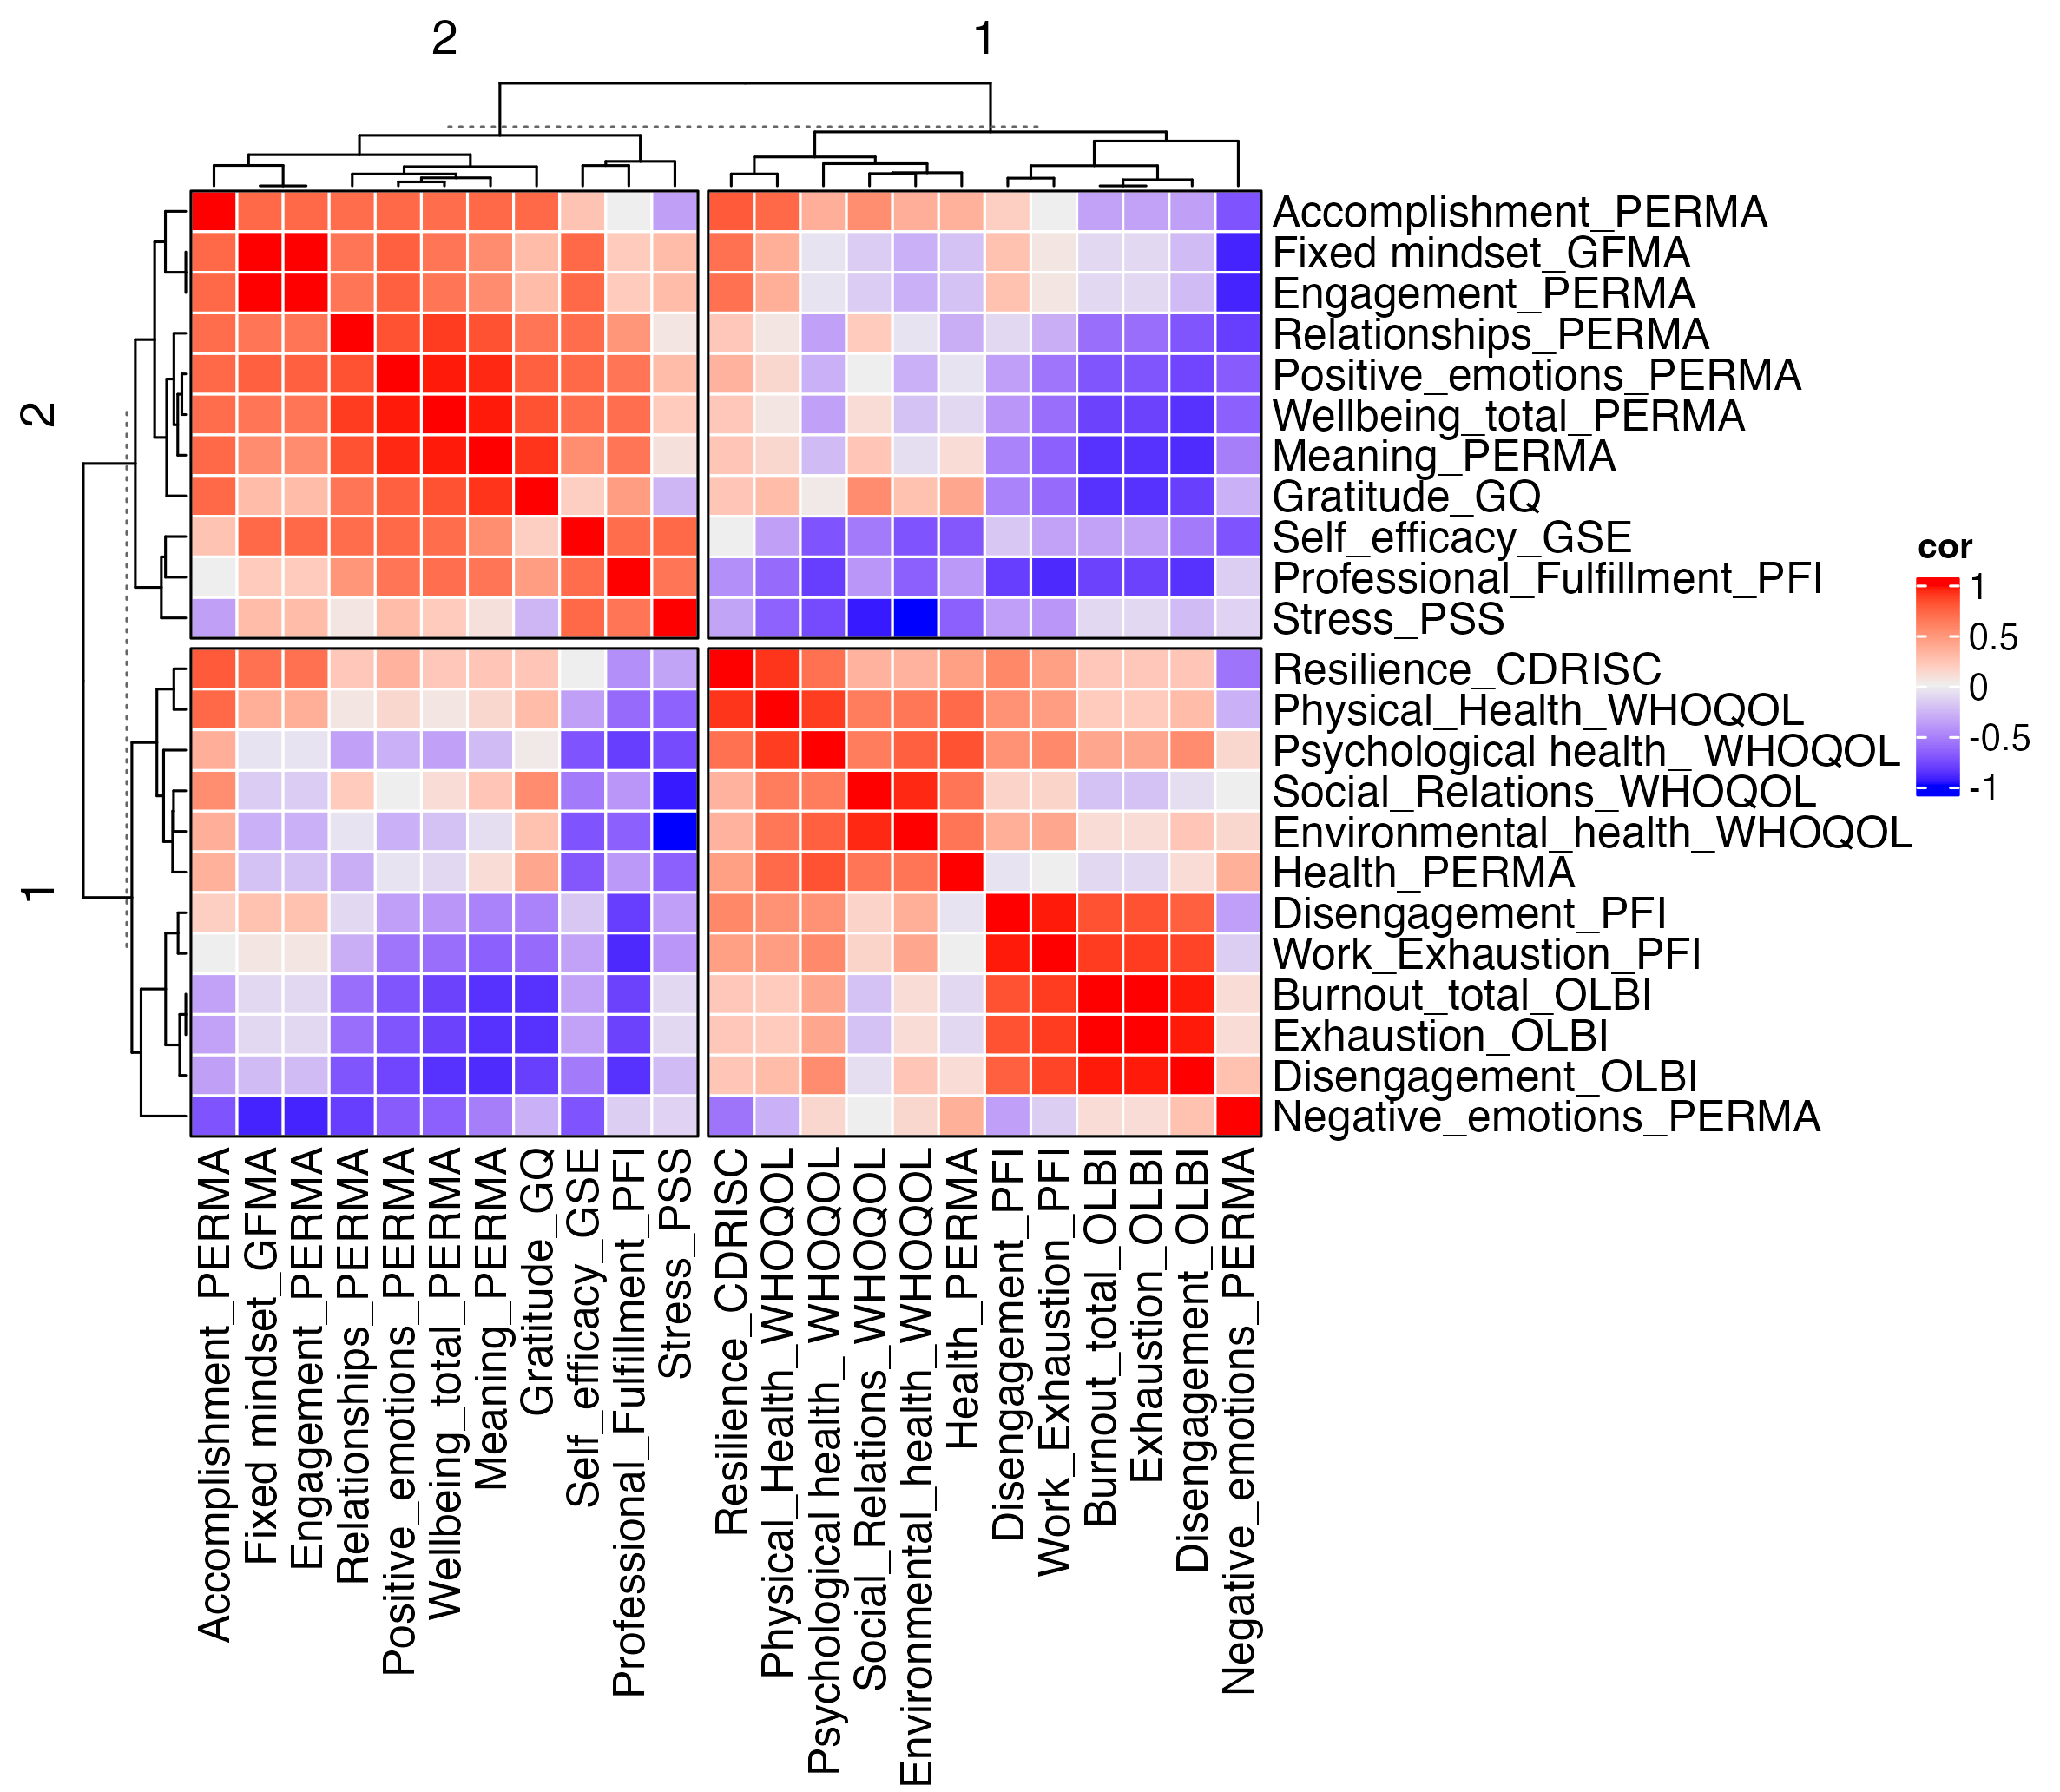 2
1
2
1
Accomplishment_PERMA
Fixed mindset_GFMA
Engagement_PERMA
Relationships_PERMA
Positive_emotions_PERMA
Wellbeing_total_PERMA
Meaning_PERMA
Gratitude_GQ
Self_efficacy_GSE
Professional_Fulfillment_PFI
Stress_PSS
Resilience_CDRISC
Physical_Health_WHOQOL
Psychological health_ WHOQOL
Social_Relations_WHOQOL
Environmental_health_WHOQOL
Health_PERMA
Disengagement_PFI
Work_Exhaustion_PFI
Burnout_total_OLBI
Exhaustion_OLBI
Disengagement_OLBI
Negative_emotions_PERMA
cor
1
0.5
0
-0.5
-1
Accomplishment_PERMA
Fixed mindset_GFMA
Engagement_PERMA
Relationships_PERMA
Positive_emotions_PERMA
Wellbeing_total_PERMA
Meaning_PERMA
Gratitude_GQ
Self_efficacy_GSE
Professional_Fulfillment_PFI
Stress_PSS
Resilience_CDRISC
Physical_Health_WHOQOL
Psychological health_ WHOQOL
Social_Relations_WHOQOL
Environmental_health_WHOQOL
Health_PERMA
Disengagement_PFI
Work_Exhaustion_PFI
Burnout_total_OLBI
Exhaustion_OLBI
Disengagement_OLBI
Negative_emotions_PERMA